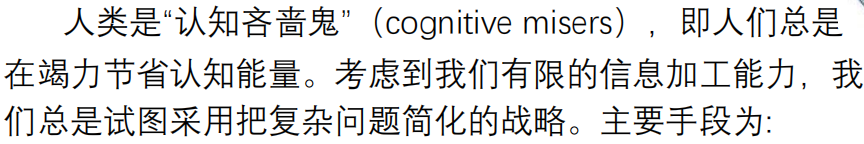 人类是“认知吝啬鬼”（cognitive misers），即人们总是
在竭力节省认知能量。考虑到我们有限的信息加工能力，我
们总是试图采用把复杂问题简化的战略。主要手段为: